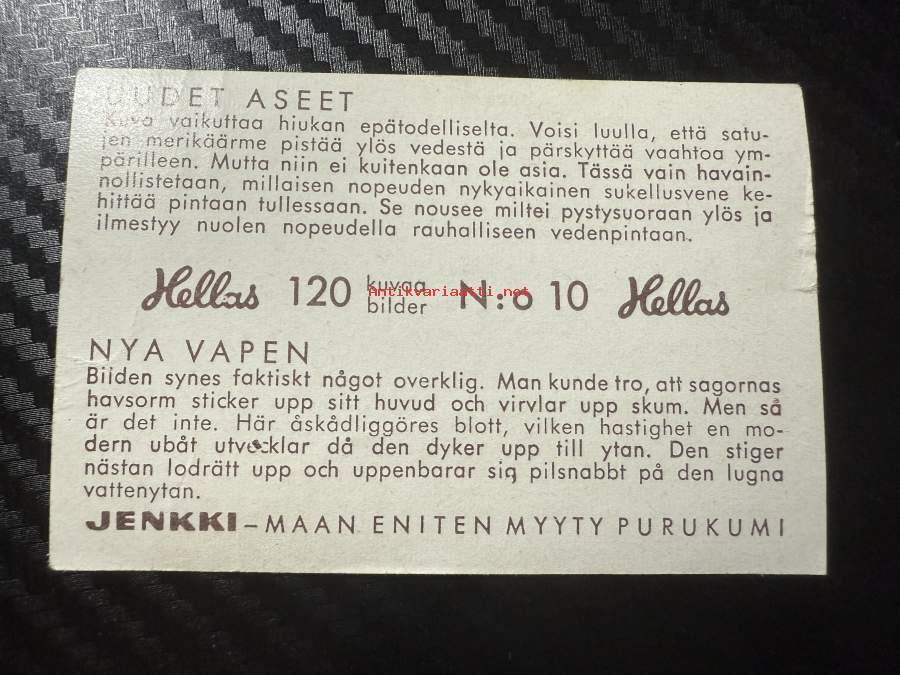 UUDET ASEET
Kuva vaikuttaa hiukan epätodelliselta. Voisi luulla, että satu-
jen merikäärme pistää ylös vedestä ja pärskyttää vaahtoa ym-
pärilleen. Mutta niin ei kuitenkaan ole asia. Tässä vain havain-
nollistetaan, millaisen nopeuden nykyaikainen sukellusvene ke-
hittää pintaan tullessaan. Se nousee miltei pystysuoraan ylös ja
ilmestyy nuolen nopeudella rauhalliseen vedenpintaan.
Hellas 120 kuvaa bilder N:o 10 Hellas
Antikvariaatti.net
NYA VAPEN
Bilden synes faktiskt något overklig. Man kunde tro, att sagornas
havsorm sticker upp sitt huvud och virvlar upp skum. Men så
är det inte. Här åskådliggöres blott, vilken hastighet en mo-
dern ubåt utvecklar då den dyker upp till ytan. Den stiger
nästan lodrätt upp och uppenbarar sig pilsnabbt på den lugna
vattenytan.
JENKKI – MAAN ENITEN MYYTY PURUKUMI